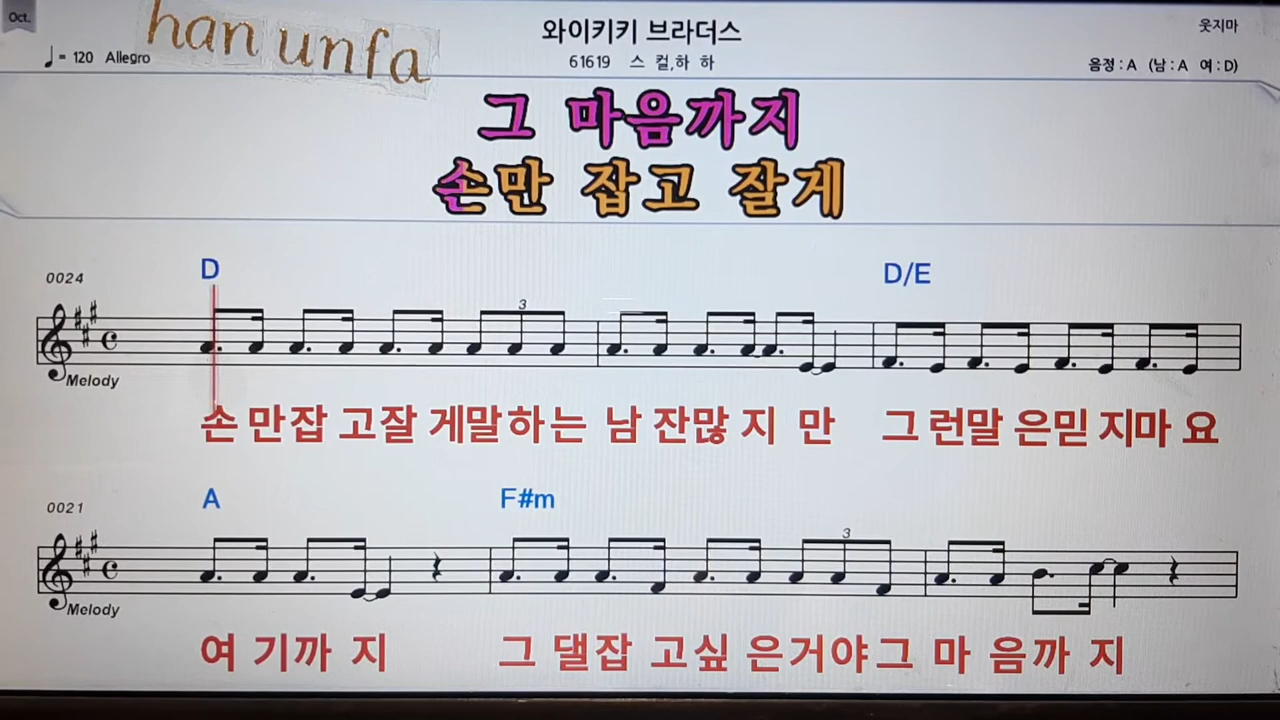 Oct.
han unfa
와이키키 브라더스
웃지마
♩= 120 Allegro
61619 스 컬,하 하
음정 : A (남 : A 여 : D)
그 마음까지
손만 잡고 잘게
0024
D
D/E
3
Melody
손 만잡 고잘 게말하는 남 잔많 지 만 그 런말 은믿 지마 요
0021
A
F#m
3
Melody
여 기까 지 그 댈잡 고싶 은거야그 마 음까 지